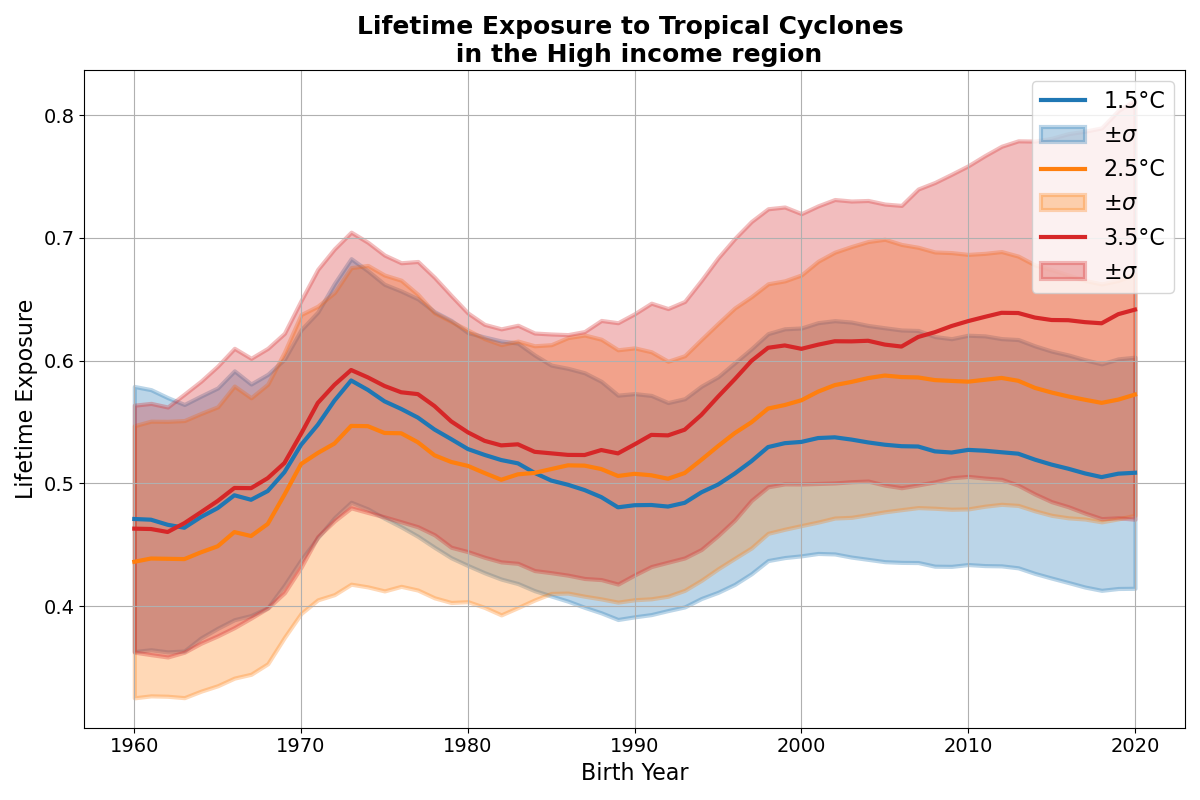 Lifetime Exposure to Tropical Cyclones
in the High income region
Lifetime Exposure
0.8
0.7
0.6
0.5
0.4
1.5°C
±σ
2.5°C
±σ
3.5°C
±σ
1960 1970 1980 1990 2000 2010 2020
Birth Year